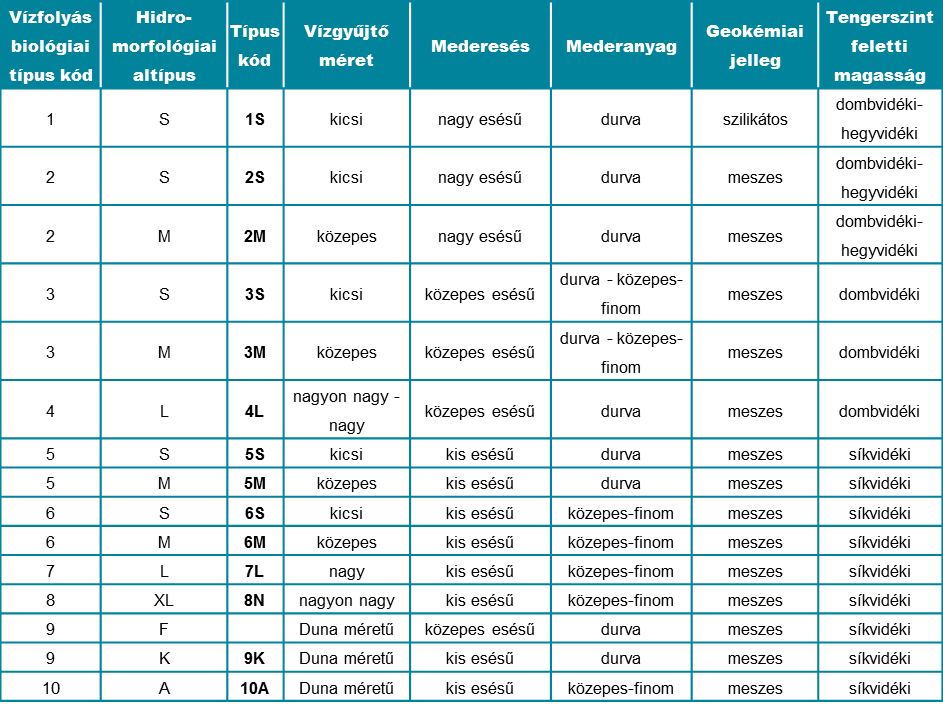 Vízfolyás biológiai típus kód | Hidro-morfológiai altípus | Típus kód | Vízgyűjtő méret | Mederesés | Mederanyag | Geokémiai jelleg | Tengerszint feletti magasság
1 | S | 1S | kicsi | nagy esésű | durva | szilikátos | dombvidéki-hegyvidéki
2 | S | 2S | kicsi | nagy esésű | durva | meszes | dombvidéki-hegyvidéki
2 | M | 2M | közepes | nagy esésű | durva | meszes | dombvidéki-hegyvidéki
3 | S | 3S | kicsi | közepes esésű | durva - közepes-finom | meszes | dombvidéki
3 | M | 3M | közepes | közepes esésű | durva - közepes-finom | meszes | dombvidéki
4 | L | 4L | nagyon nagy - nagy | közepes esésű | durva | meszes | dombvidéki
5 | S | 5S | kicsi | kis esésű | durva | meszes | síkvidéki
5 | M | 5M | közepes | kis esésű | durva | meszes | síkvidéki
6 | S | 6S | kicsi | kis esésű | közepes-finom | meszes | síkvidéki
6 | M | 6M | közepes | kis esésű | közepes-finom | meszes | síkvidéki
7 | L | 7L | nagy | kis esésű | közepes-finom | meszes | síkvidéki
8 | XL | 8N | nagyon nagy | kis esésű | közepes-finom | meszes | síkvidéki
9 | F | | Duna méretű | közepes esésű | durva | meszes | síkvidéki
9 | K | 9K | Duna méretű | kis esésű | durva | meszes | síkvidéki
10 | A | 10A | Duna méretű | kis esésű | közepes-finom | meszes | síkvidéki